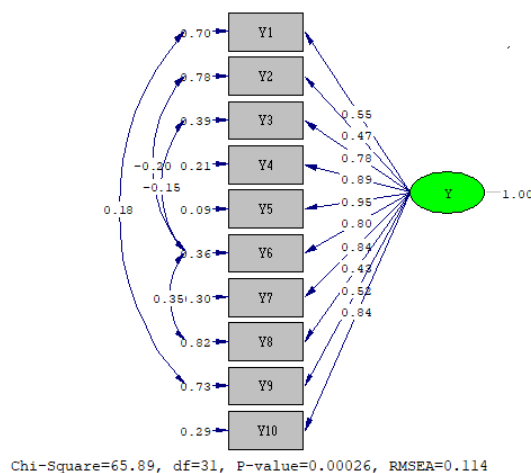 0.70 Y1
0.78 Y2
0.55
0.39 Y3
0.47
0.78
0.21 Y4
0.89
-0.20
-0.15
Y 1.00
0.18
0.09 Y5
0.95
0.36 Y6
0.80
0.84
0.35 0.30 Y7
0.43
0.52
0.84
0.82 Y8
0.73 Y9
0.29 Y10
Chi-Square=65.89, df=31, P-value=0.00026, RMSEA=0.114